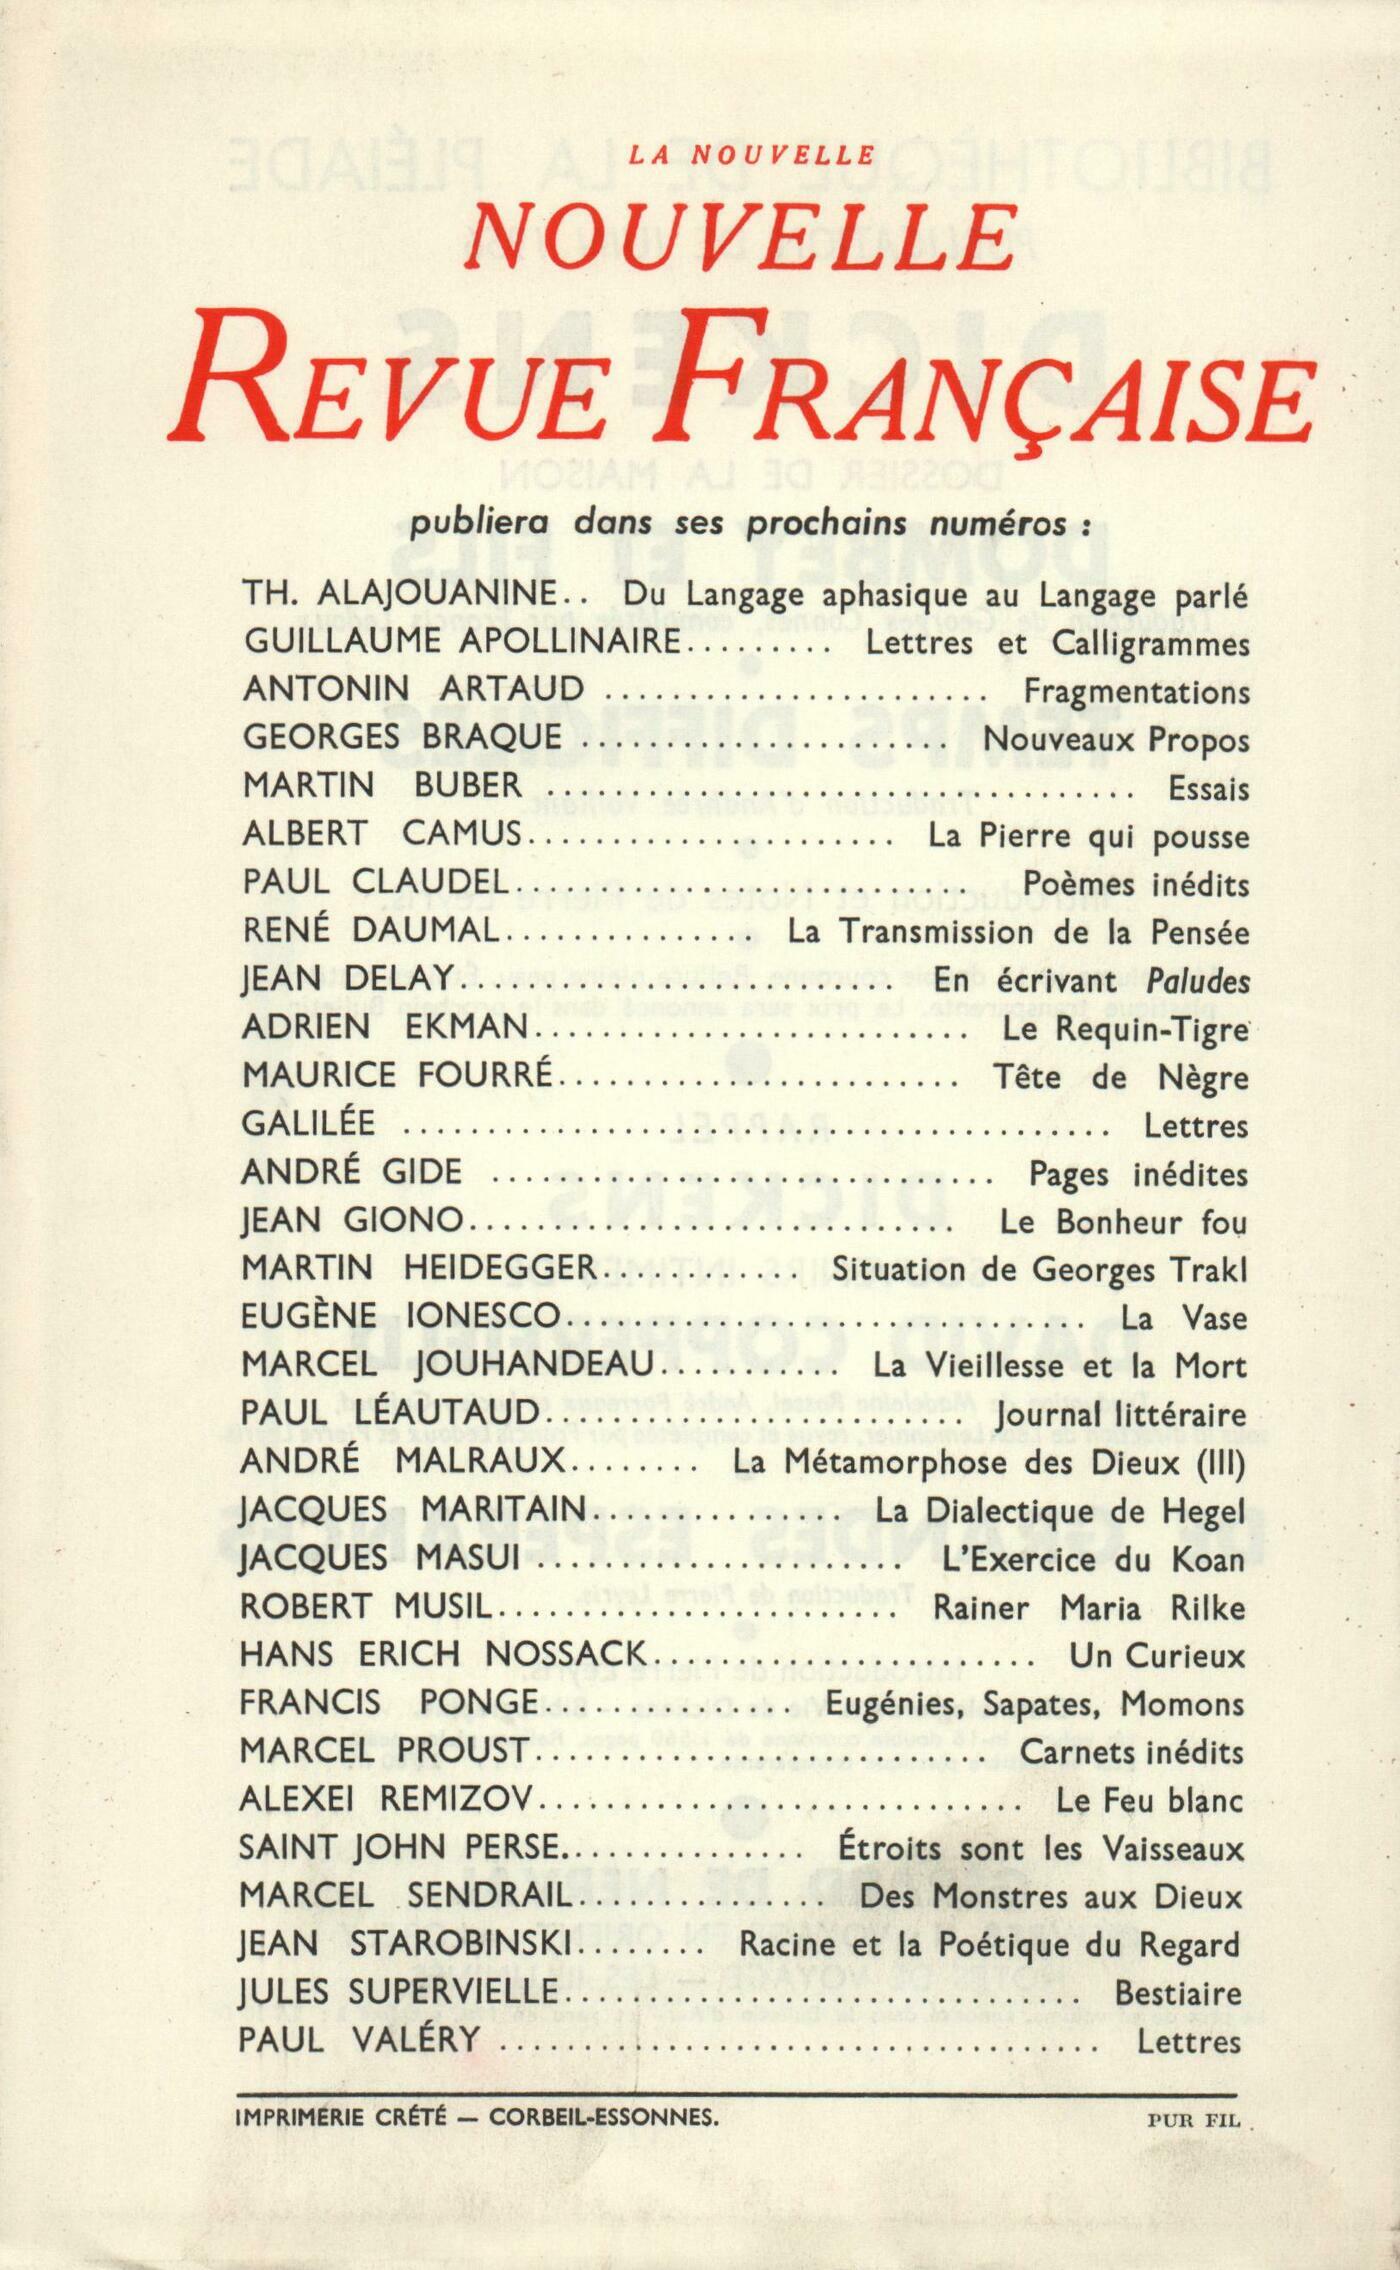 LA NOUVELLE
NOUVELLE
REVUE FRANÇAISE
publiera dans ses prochains numéros :
TH. ALAJOUANINE.. Du Langage aphasique au Langage parlé
GUILLAUME APOLLINAIRE......... Lettres et Calligrammes
ANTONIN ARTAUD ....................... Fragmentations
GEORGES BRAQUE ...................... Nouveaux Propos
MARTIN BUBER ................................... Essais
ALBERT CAMUS...................... La Pierre qui pousse
PAUL CLAUDEL........................... Poèmes inédits
RENÉ DAUMAL............... La Transmission de la Pensée
JEAN DELAY.......................... En écrivant Paludes
ADRIEN EKMAN.......................... Le Requin-Tigre
MAURICE FOURRÉ........................ Tête de Nègre
GALILÉE .......................................... Lettres
ANDRÉ GIDE .............................. Pages inédites
JEAN GIONO............................. Le Bonheur fou
MARTIN HEIDEGGER............ Situation de Georges Trakl
EUGÈNE IONESCO............................... La Vase
MARCEL JOUHANDEAU........... La Vieillesse et la Mort
PAUL LÉAUTAUD......................... Journal littéraire
ANDRÉ MALRAUX........ La Métamorphose des Dieux (III)
JACQUES MARITAIN............... La Dialectique de Hegel
JACQUES MASUI ...................... L'Exercice du Koan
ROBERT MUSIL........................ Rainer Maria Rilke
HANS ERICH NOSSACK....................... Un Curieux
FRANCIS PONGE............... Eugénies, Sapates, Momons
MARCEL PROUST........................... Carnets inédits
ALEXEI REMIZOV............................. Le Feu blanc
SAINT JOHN PERSE............... Étroits sont les Vaisseaux
MARCEL SENDRAIL............... Des Monstres aux Dieux
JEAN STAROBINSKI........ Racine et la Poétique du Regard
JULES SUPERVIELLE............................... Bestiaire
PAUL VALÉRY .................................... Lettres
IMPRIMERIE CRÉTÉ — CORBEIL-ESSONNES.
PUR FIL